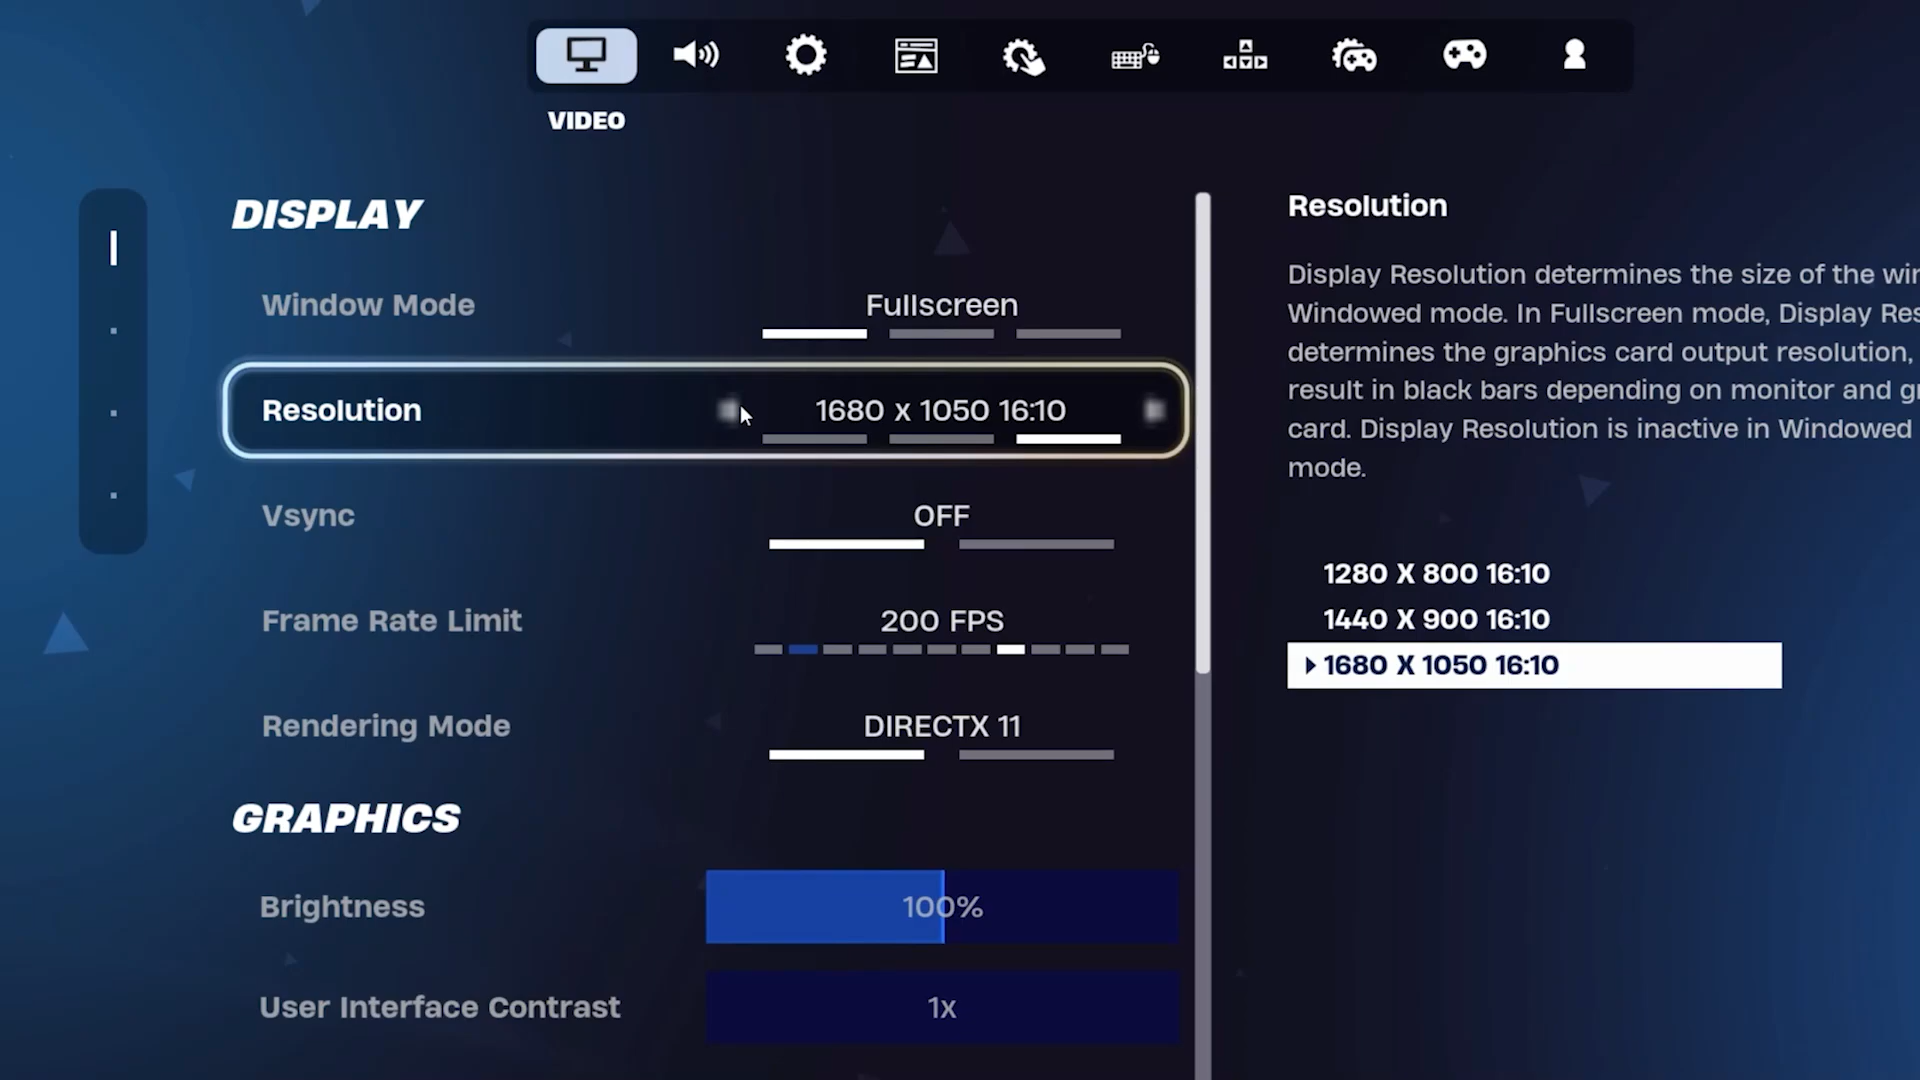 VIDEO
DISPLAY
Window Mode
Fullscreen
Resolution
1680 x 1050 16:10
Vsync
OFF
Frame Rate Limit
200 FPS
Rendering Mode
DIRECTX 11
GRAPHICS
Brightness
100%
User Interface Contrast
1x
Resolution
Display Resolution determines the size of the
Windowed mode. In Fullscreen mode, Display
determines the graphics card output resolution,
result in black bars depending on monitor and
card. Display Resolution is inactive in Windowed
mode.
1280 X 800 16:10
1440 X 900 16:10
1680 X 1050 16:10